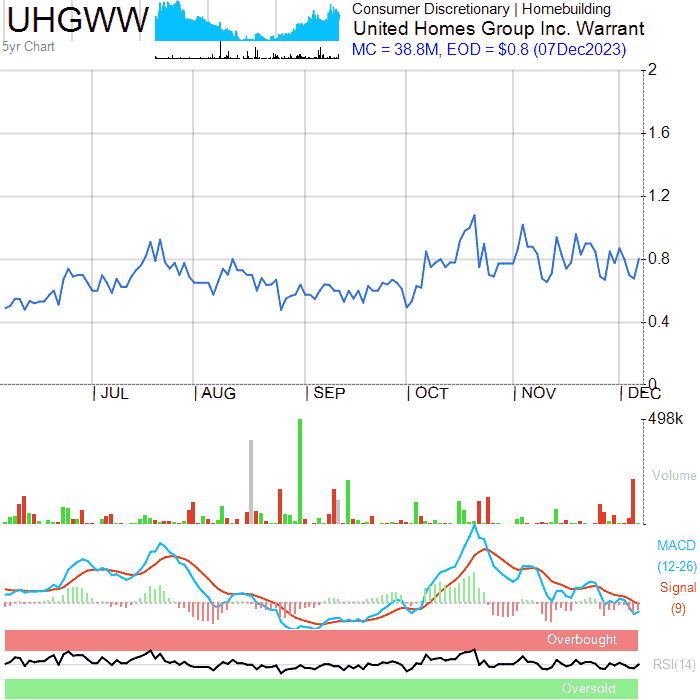 UHGWW
5yr Chart
Consumer Discretionary | Homebuilding
United Homes Group Inc. Warrant
MC = 38.8M, EOD = $0.8 (07Dec2023)
2
1.6
1.2
0.8
0.4
0
JUL
AUG
SEP
OCT
NOV
DEC
498k
Volume
MACD
(12-26)
Signal
(9)
Overbought
RSI(14)
Oversold